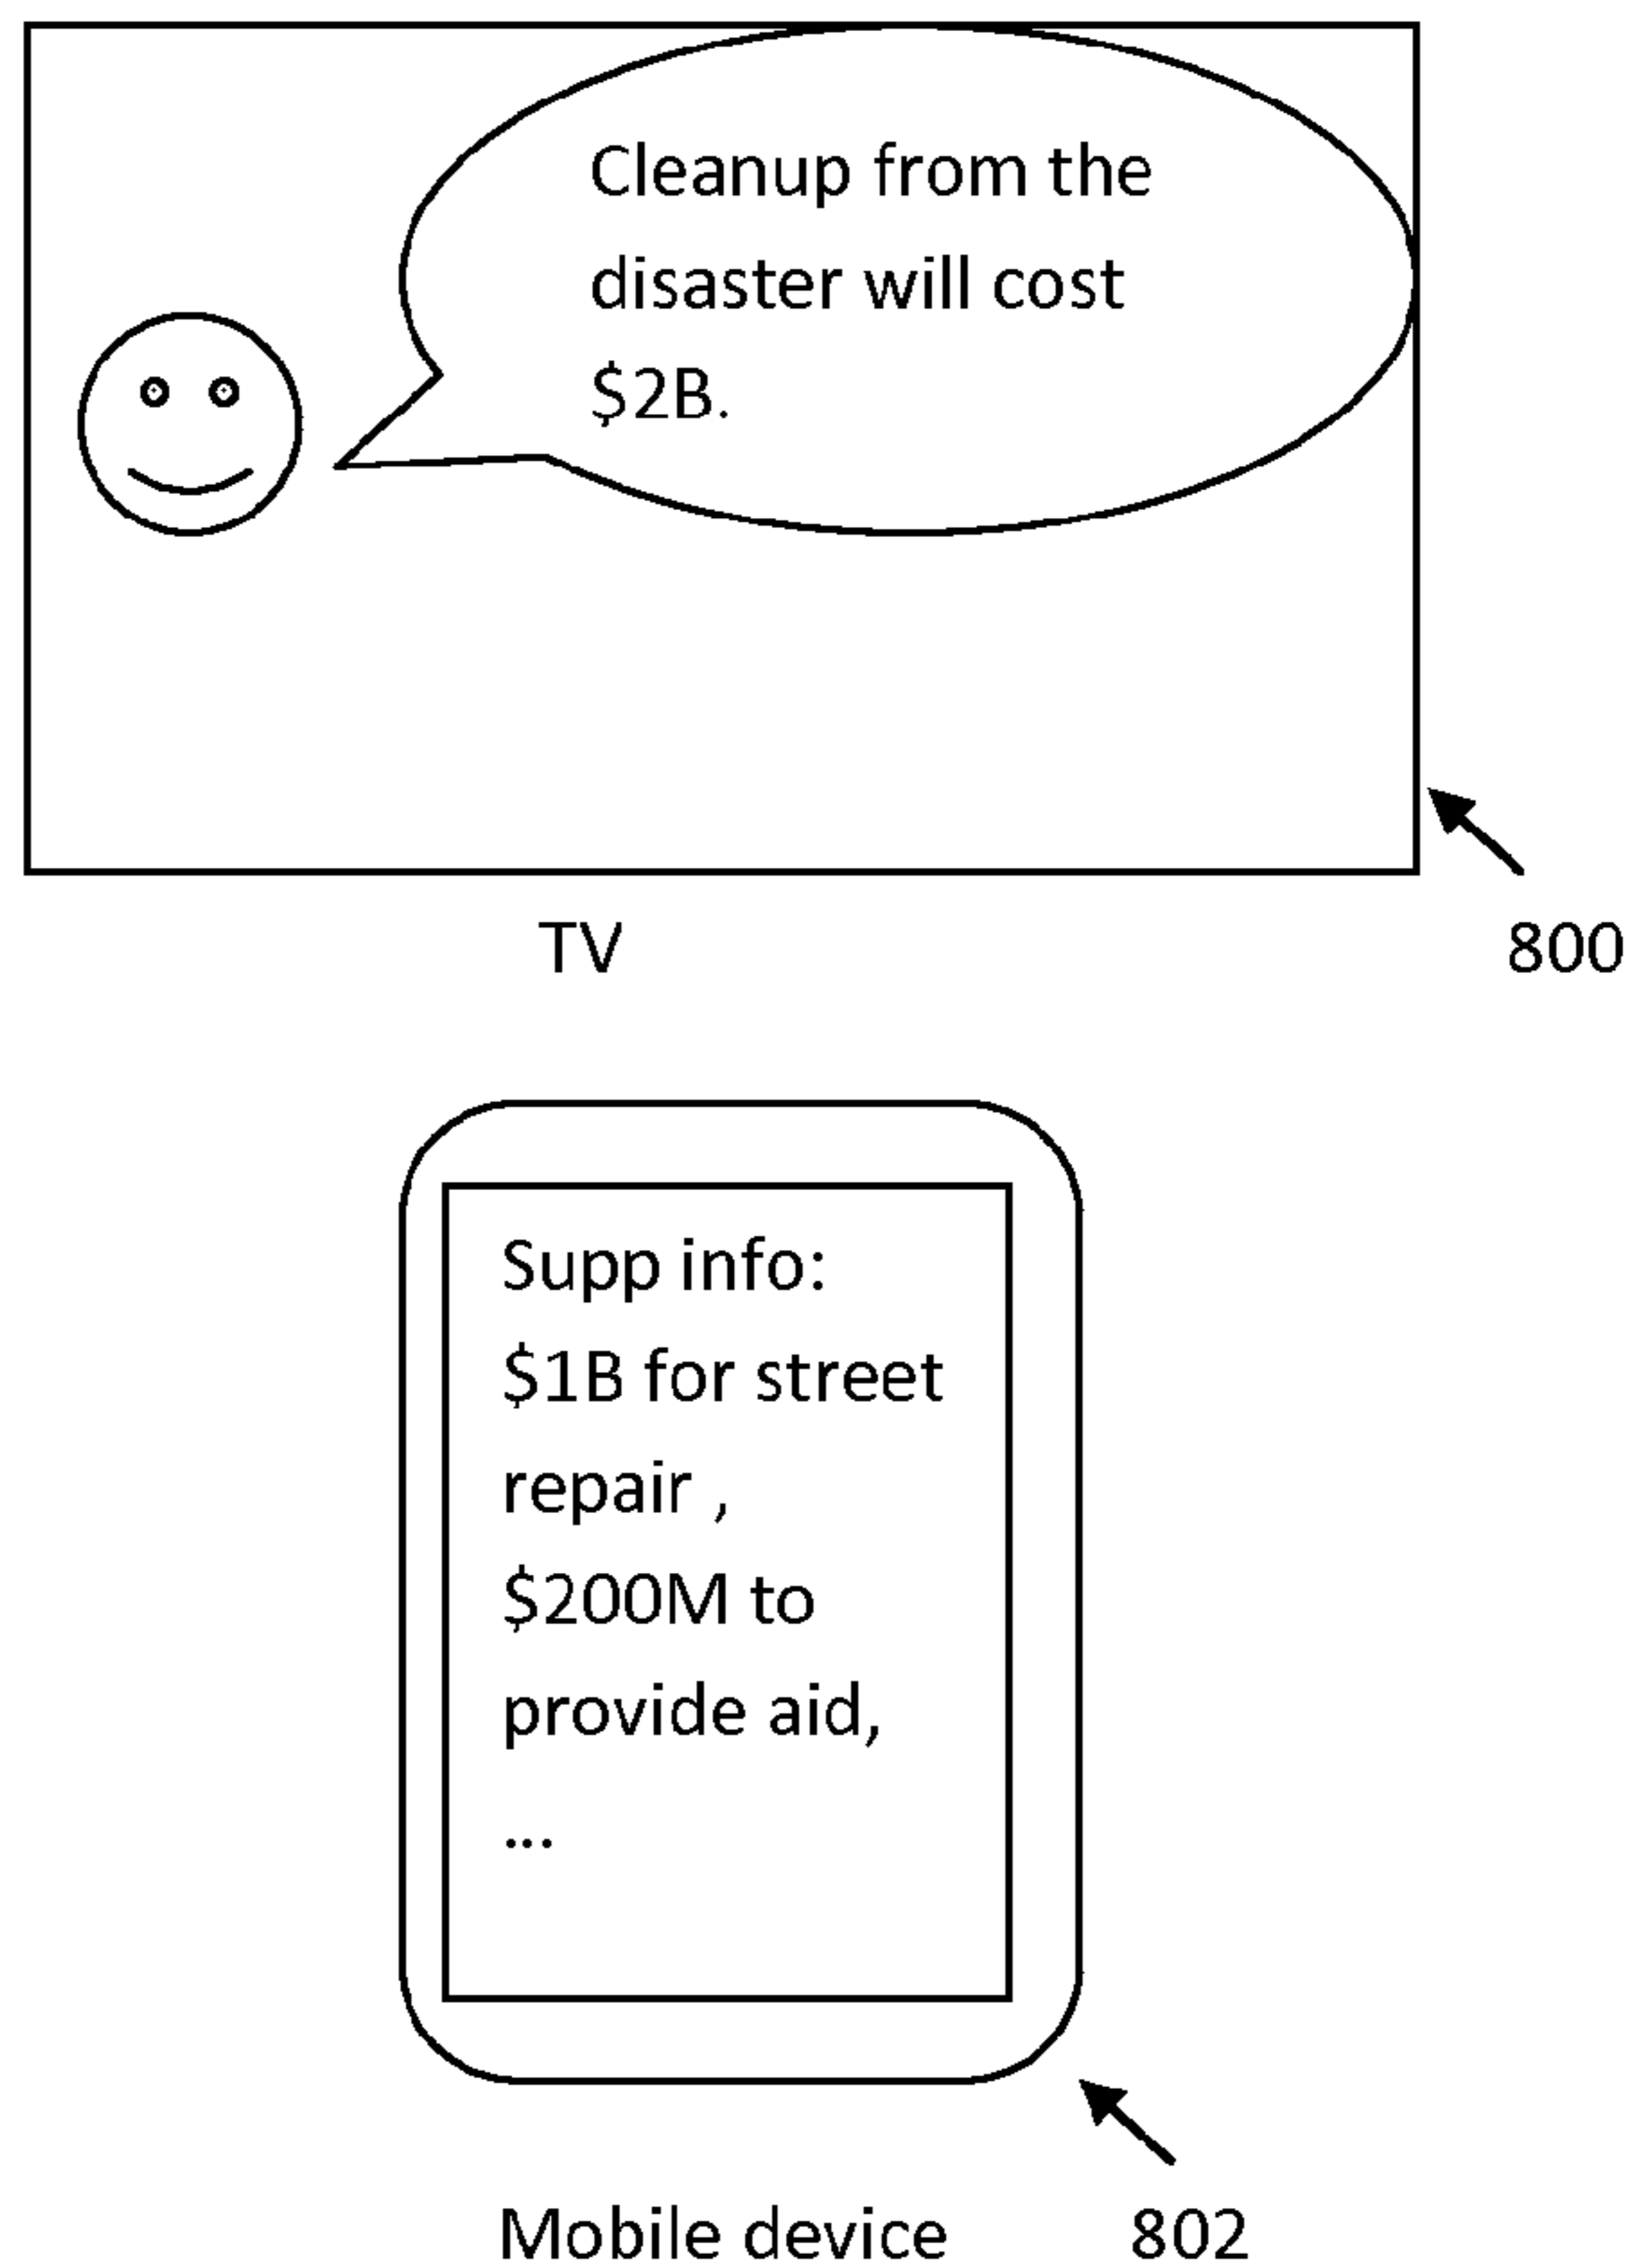 Cleanup from the
disaster will cost
$2B.
TV
800
Supp info:
$1B for street
repair ,
$200M to
provide aid,
...
Mobile device
802